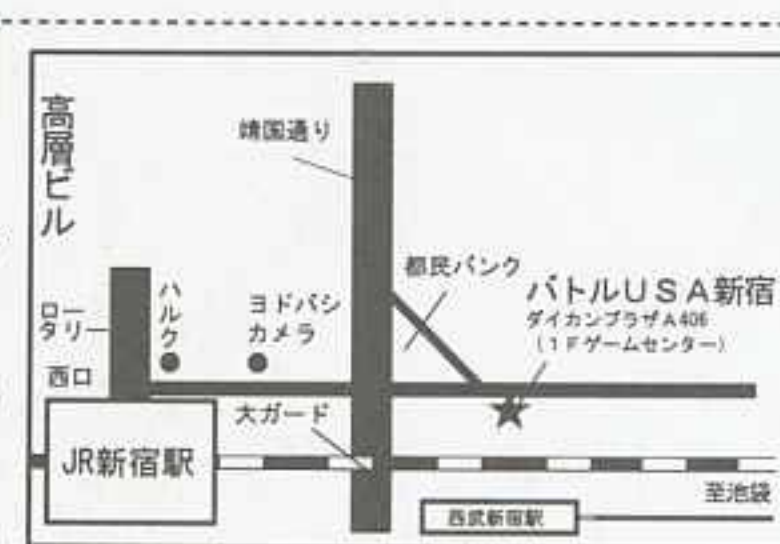 高層ビル
靖国通り
都民バンク
バトルUSA新宿
ダイカンプラザA406
(1Fゲームセンター)
ハルク
ヨドバシ
カメラ
ロー
タリー
西口
大ガード
JR新宿駅
至池袋
西武新宿駅